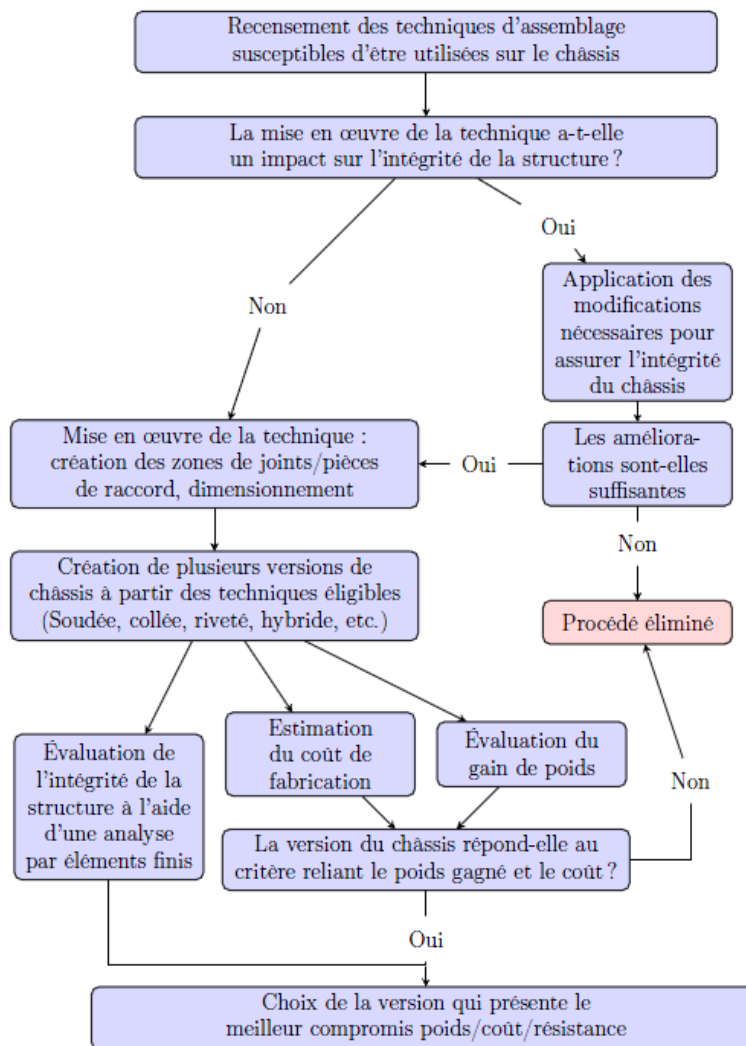 Recensement des techniques d'assemblage
susceptibles d'être utilisées sur le châssis
La mise en œuvre de la technique a-t-elle
un impact sur l'intégrité de la structure ?
Oui
Non
Application des
modifications
nécessaires pour
assurer l'intégrité
du châssis
Mise en œuvre de la technique :
création des zones de joints/pièces
de raccord, dimensionnement
Oui
Les améliora-
tions sont-elles
suffisantes
Non
Création de plusieurs versions de
châssis à partir des techniques éligibles
(Soudée, collée, riveté, hybride, etc.)
Procédé éliminé
Évaluation de
l'intégrité de la
structure à l'aide
d'une analyse
par éléments finis
Estimation
du coût de
fabrication
Évaluation du
gain de poids
Non
La version du châssis répond-elle au
critère reliant le poids gagné et le coût ?
Oui
Choix de la version qui présente le
meilleur compromis poids/coût/résistance